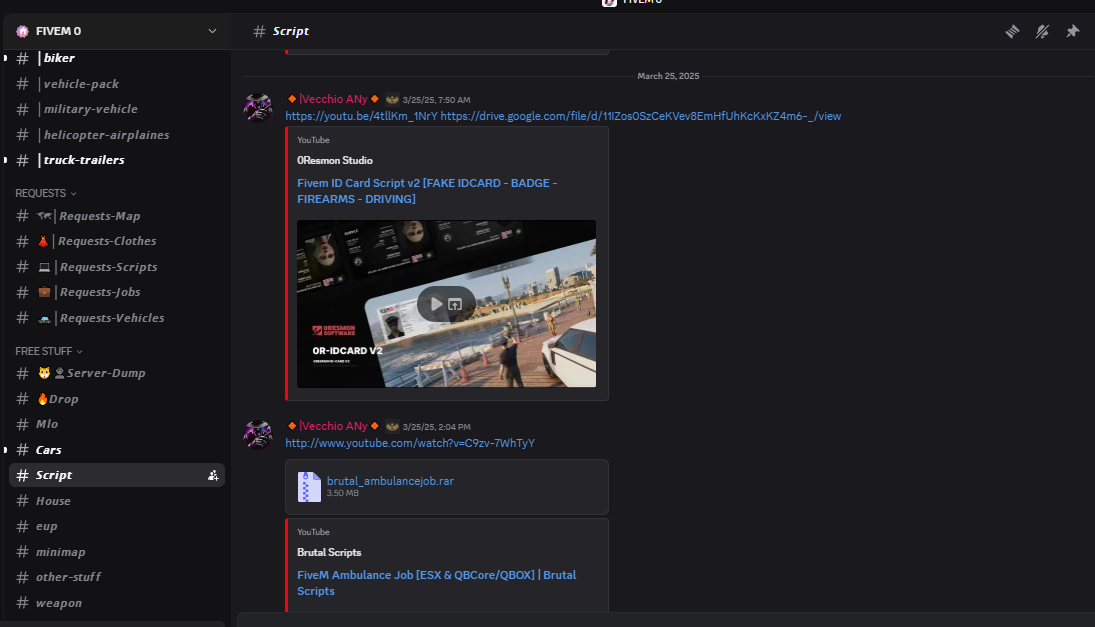 FIVEM 0
FIVEM 0
|biker
|vehicle-pack
|military-vehicle
|helicopter-airplaines
|truck-trailers
REQUESTS
|Requests-Map
|Requests-Clothes
|Requests-Scripts
|Requests-Jobs
|Requests-Vehicles
FREE STUFF
Server-Dump
Drop
Mlo
Cars
Script
House
eup
minimap
other-stuff
weapon
Script
March 25, 2025
|Vecchio ANy 3/25/25, 7:50 AM
https://youtu.be/4tllKm_1NrY https://drive.google.com/file/d/11lZos0SzCeKVev8EmHfUhKcKxKZ4m6-_/view
YouTube
0Resmon Studio
Fivem ID Card Script v2 [FAKE IDCARD - BADGE -
FIREARMS - DRIVING]
0RESMON
SOFTWARE
0R-IDCARD V2
|Vecchio ANy 3/25/25, 2:04 PM
http://www.youtube.com/watch?v=C9zv-7WhTyY
brutal_ambulancejob.rar
3.50 MB
YouTube
Brutal Scripts
FiveM Ambulance Job [ESX & QBCore/QBOX] | Brutal
Scripts